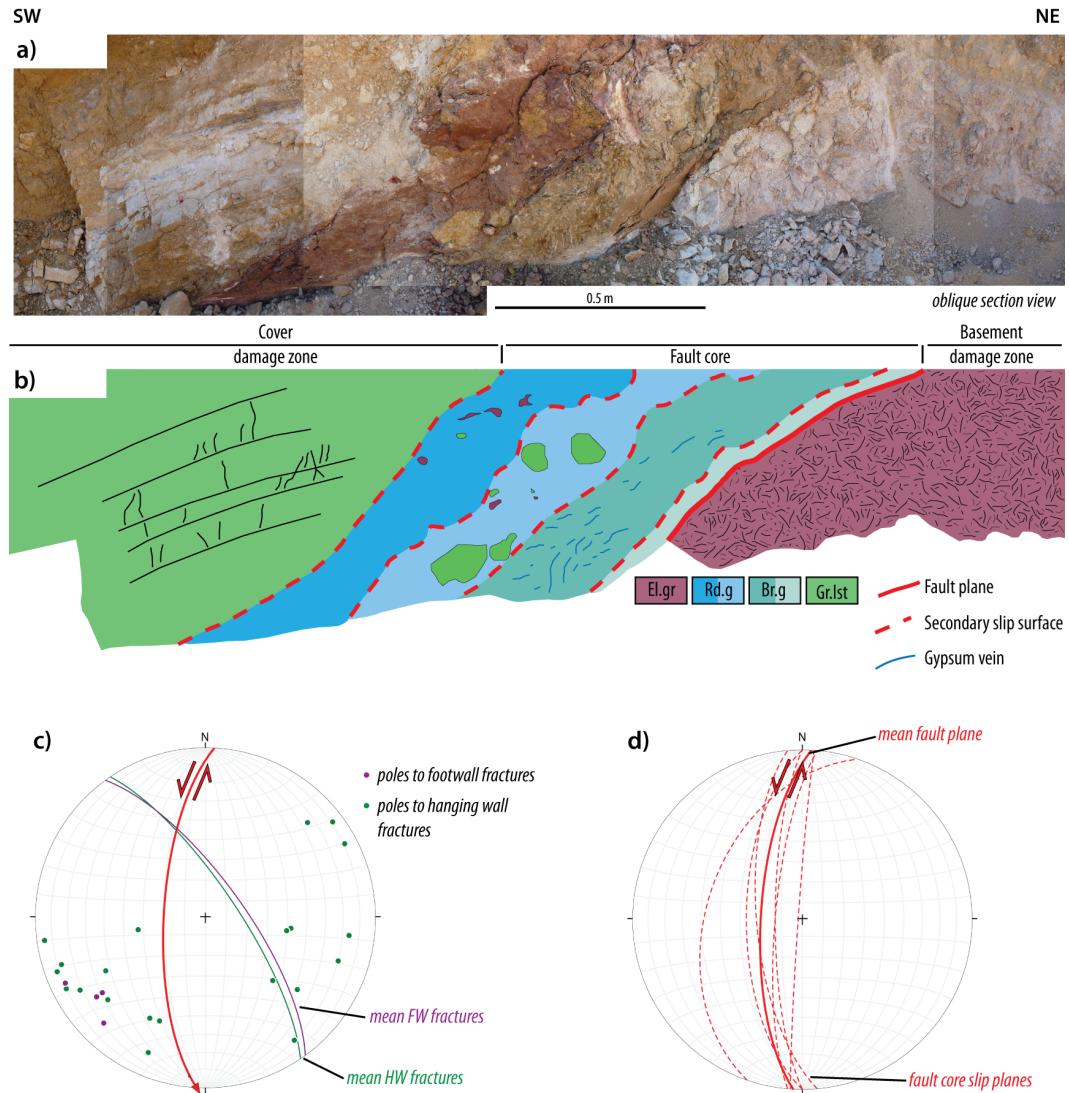 SW NE
a)
0.5 m
oblique section view
Cover Basement
damage zone Fault core damage zone
b)
El.gr Rd.g Br.g Gr.lst
Fault plane
Secondary slip surface
Gypsum vein
c)
N
poles to footwall fractures
poles to hanging wall
fractures
mean FW fractures
mean HW fractures
d)
N
mean fault plane
fault core slip planes